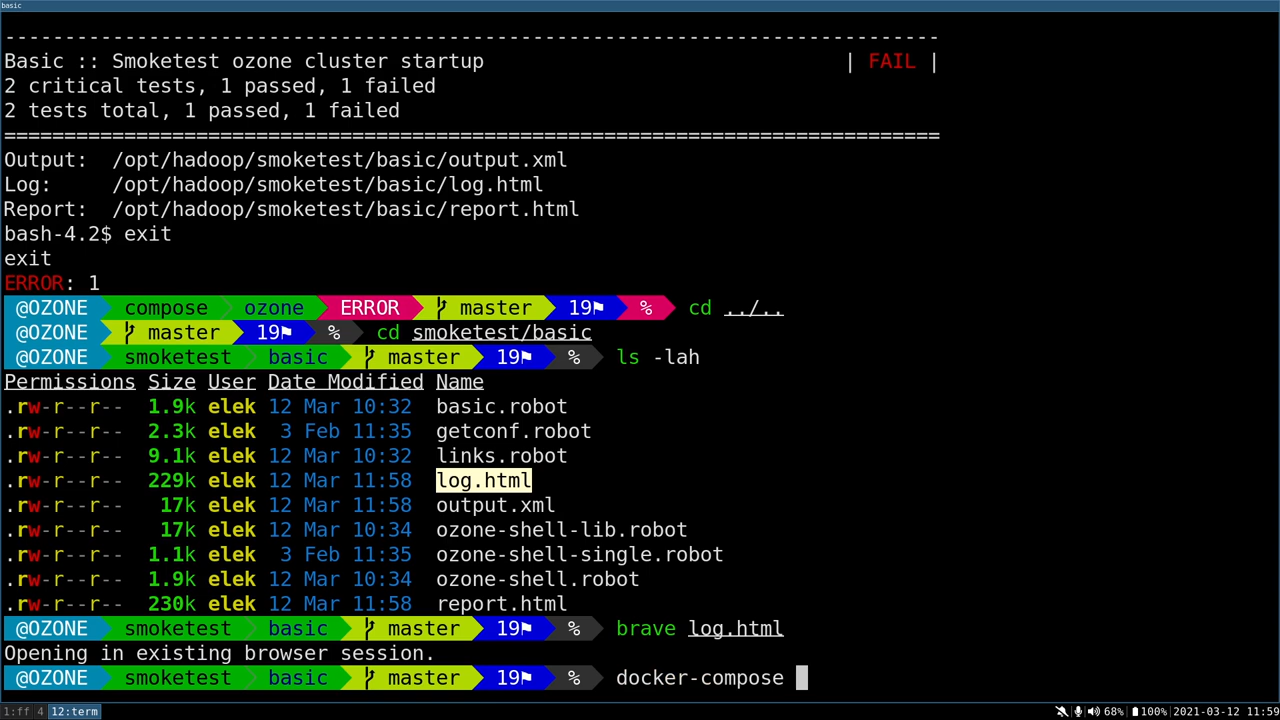 basic
------------------------------------------------------------------------------
Basic :: Smoketest ozone cluster startup                              | FAIL |
2 critical tests, 1 passed, 1 failed
2 tests total, 1 passed, 1 failed
==============================================================================
Output:  /opt/hadoop/smoketest/basic/output.xml
Log:     /opt/hadoop/smoketest/basic/log.html
Report:  /opt/hadoop/smoketest/basic/report.html
bash-4.2$ exit
exit
ERROR: 1
@OZONE compose ozone ERROR master 19⚑ % cd ../..
@OZONE master 19⚑ % cd smoketest/basic
@OZONE smoketest basic master 19⚑ % ls -lah
Permissions Size User Date Modified Name
.rw-r--r-- 1.9k elek 12 Mar 10:32 basic.robot
.rw-r--r-- 2.3k elek 3 Feb 11:35 getconf.robot
.rw-r--r-- 9.1k elek 12 Mar 10:32 links.robot
.rw-r--r-- 229k elek 12 Mar 11:58 log.html
.rw-r--r-- 17k elek 12 Mar 11:58 output.xml
.rw-r--r-- 17k elek 12 Mar 10:34 ozone-shell-lib.robot
.rw-r--r-- 1.1k elek 3 Feb 11:35 ozone-shell-single.robot
.rw-r--r-- 1.9k elek 12 Mar 10:34 ozone-shell.robot
.rw-r--r-- 230k elek 12 Mar 11:58 report.html
@OZONE smoketest basic master 19⚑ % brave log.html
Opening in existing browser session.
@OZONE smoketest basic master 19⚑ % docker-compose
1:ff 4 12:term 68% 100% 2021-03-12 11:59